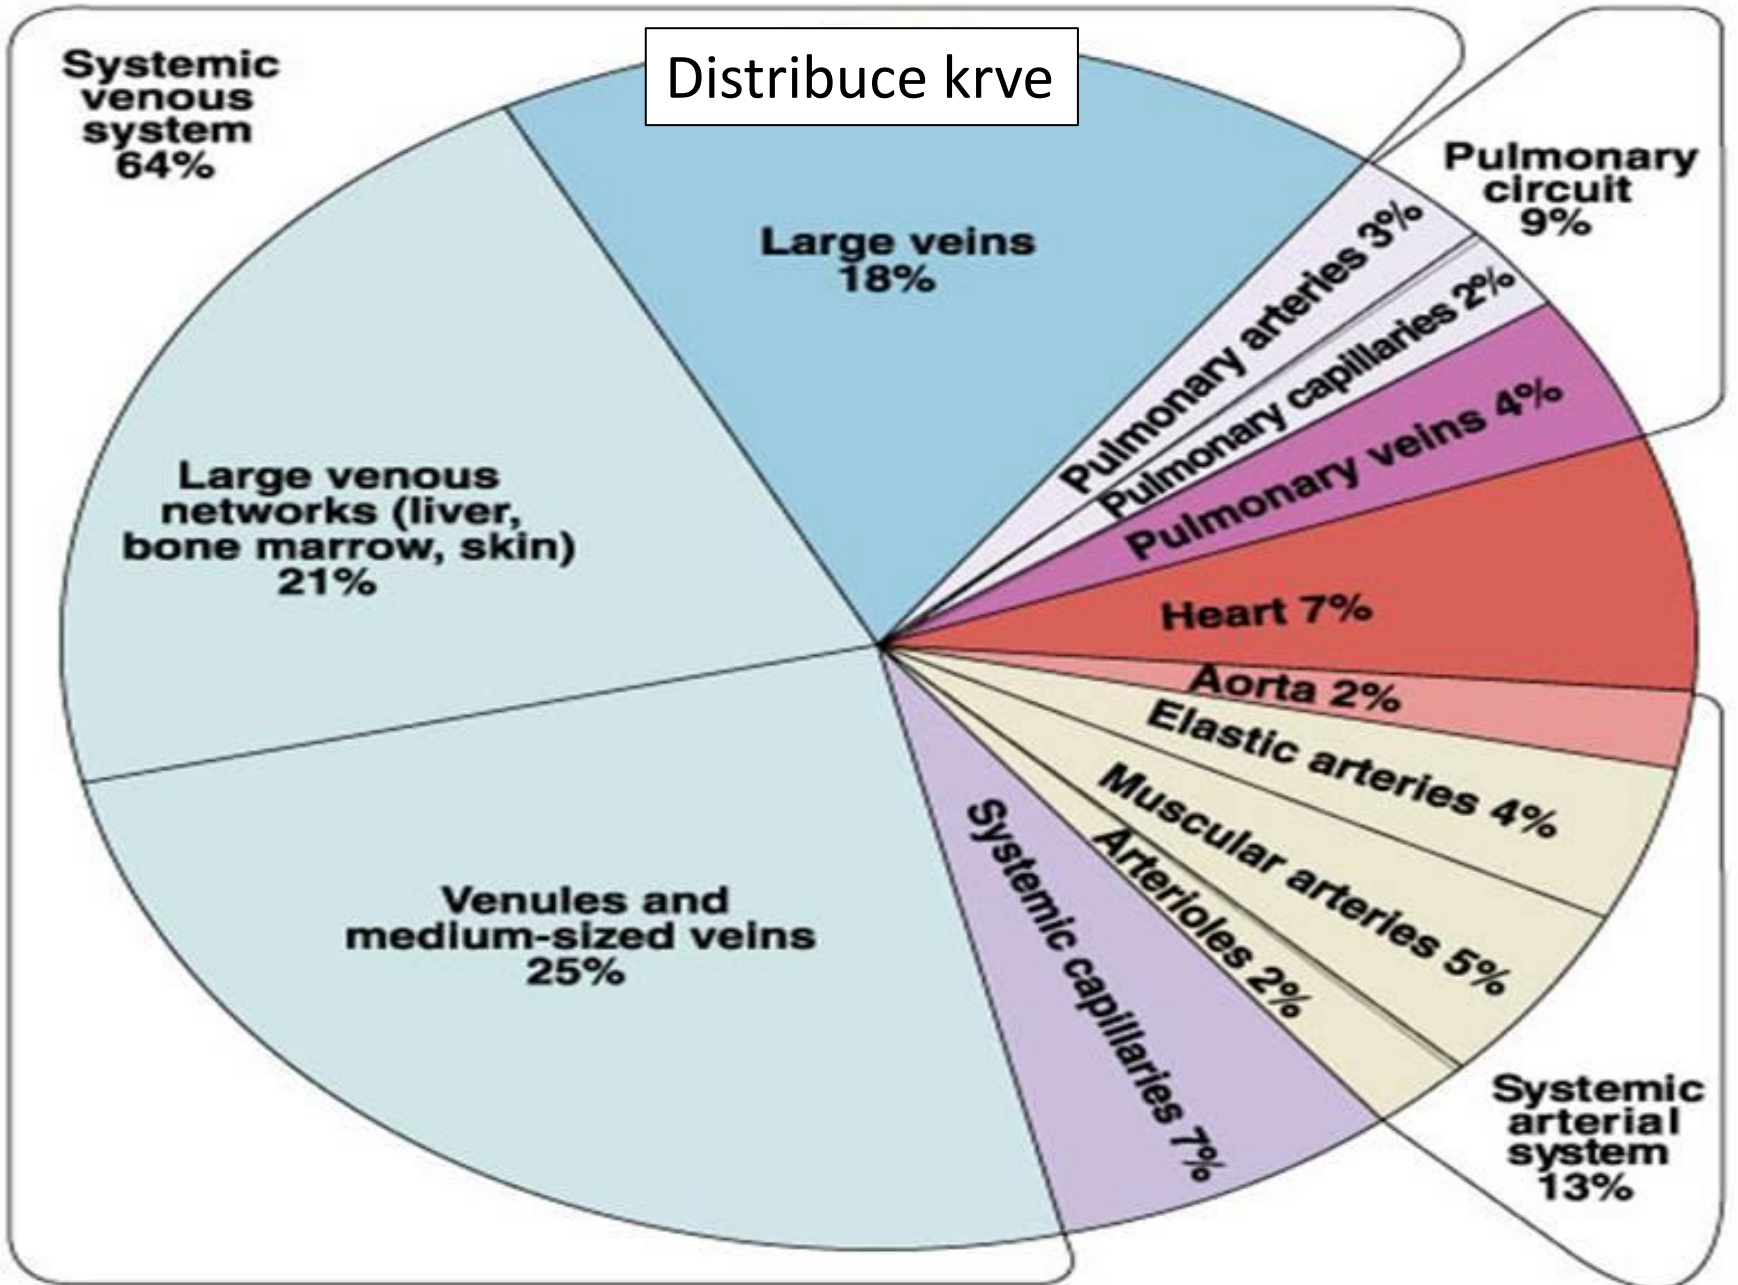 Distribuce krve
Systemic
venous
system
64%
Large veins
18%
Pulmonary
circuit
9%
Pulmonary arteries 3%
Pulmonary capillaries 2%
Pulmonary veins 4%
Heart 7%
Aorta 2%
Elastic arteries 4%
Muscular arteries 5%
Arterioles 2%
Systemic capillaries 7%
Large venous
networks (liver,
bone marrow, skin)
21%
Venules and
medium-sized veins
25%
Systemic
arterial
system
13%